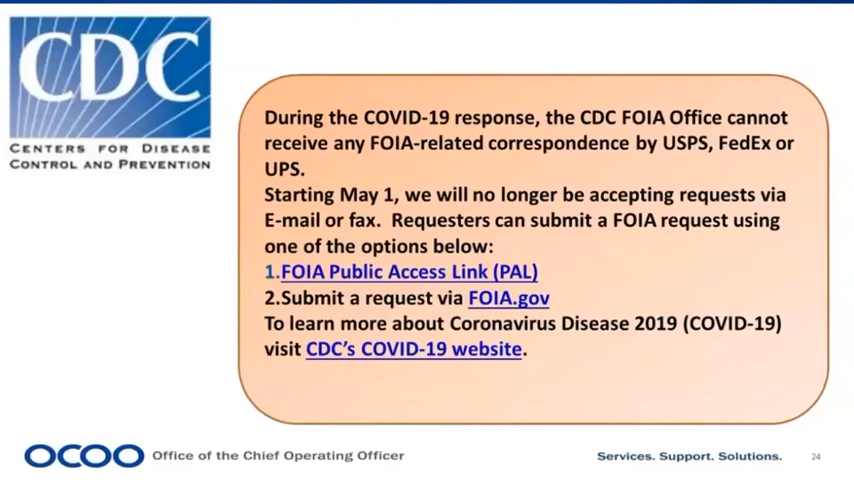 CDC
CENTERS FOR DISEASE
CONTROL AND PREVENTION
During the COVID-19 response, the CDC FOIA Office cannot
receive any FOIA-related correspondence by USPS, FedEx or
UPS.
Starting May 1, we will no longer be accepting requests via
E-mail or fax.  Requesters can submit a FOIA request using
one of the options below:
1.FOIA Public Access Link (PAL)
2.Submit a request via FOIA.gov
To learn more about Coronavirus Disease 2019 (COVID-19)
visit CDC’s COVID-19 website.
OCOO Office of the Chief Operating Officer
Services. Support. Solutions.
24